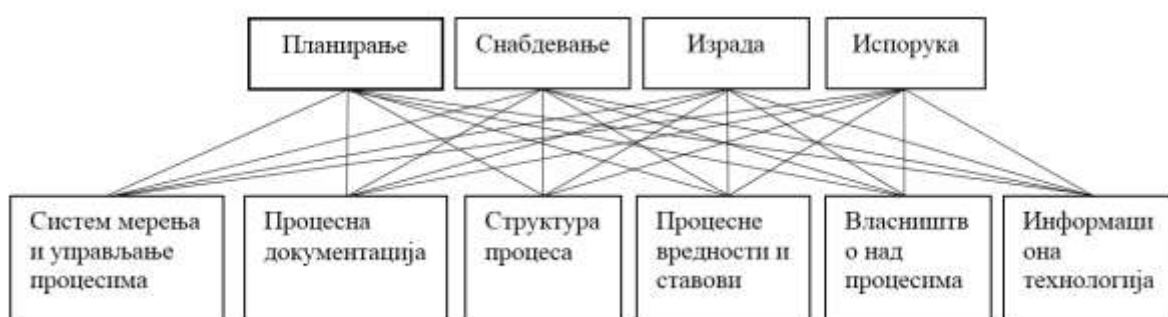 Планирање
Снабдевање
Израда
Испорука
Систем мерења
и управљање
процесима
Процесна
документација
Структура
процеса
Процесне
вредности и
ставови
Власништв
о над
процесима
Информаци
она
технологија